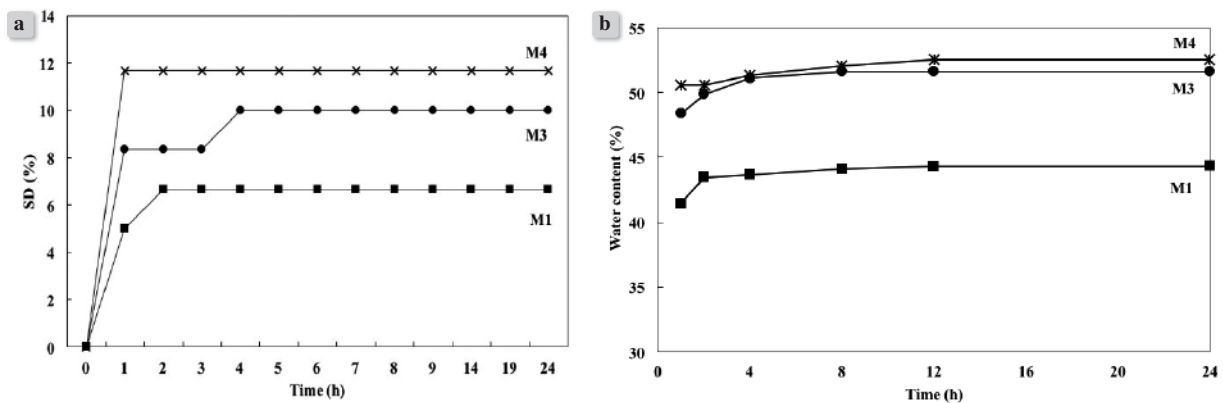 a
14
12
10
8
6
4
2
0
SD (%)
M4
M3
M1
0 1 2 3 4 5 6 7 8 9 14 19 24
Time (h)
b
55
50
45
40
35
30
Water content (%)
M4
M3
M1
0 4 8 12 16 20 24
Time (h)